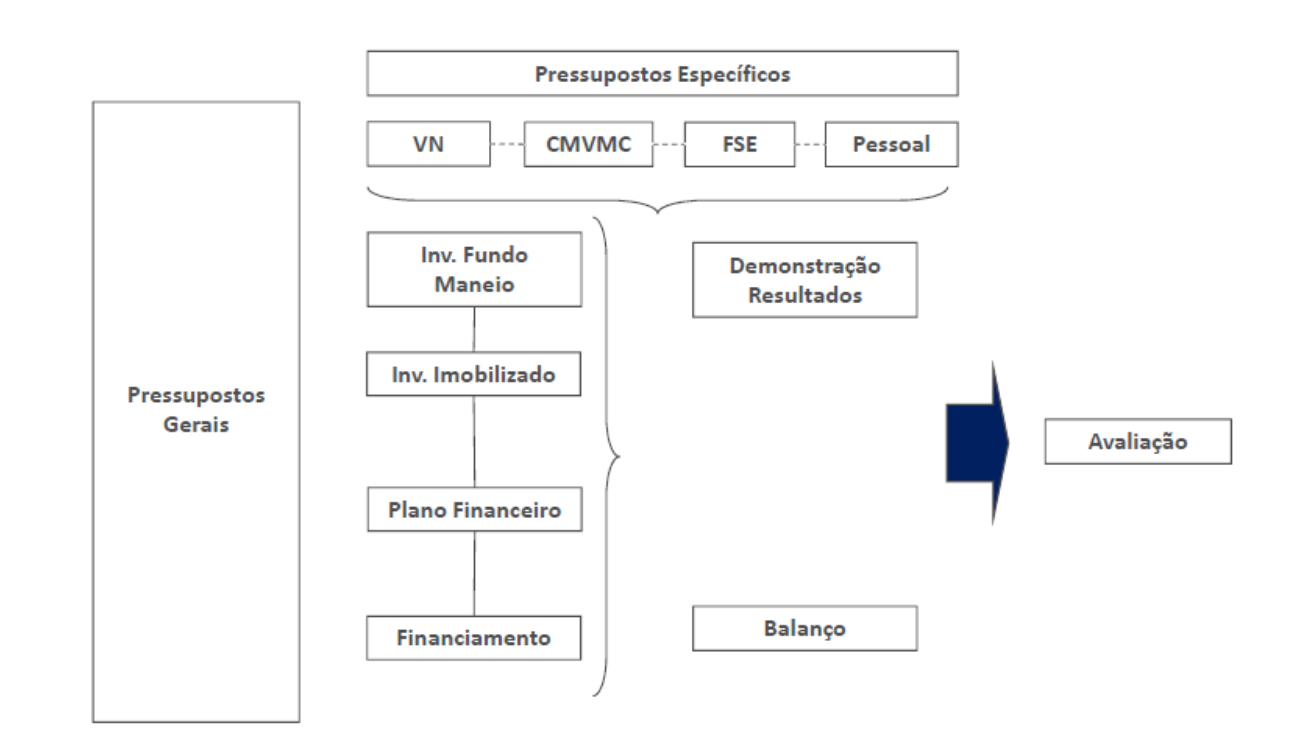 Pressupostos Específicos
VN
CMVMC
FSE
Pessoal
Inv. Fundo
Maneio
Demonstração
Resultados
Inv. Imobilizado
Pressupostos
Gerais
Avaliação
Plano Financeiro
Financiamento
Balanço